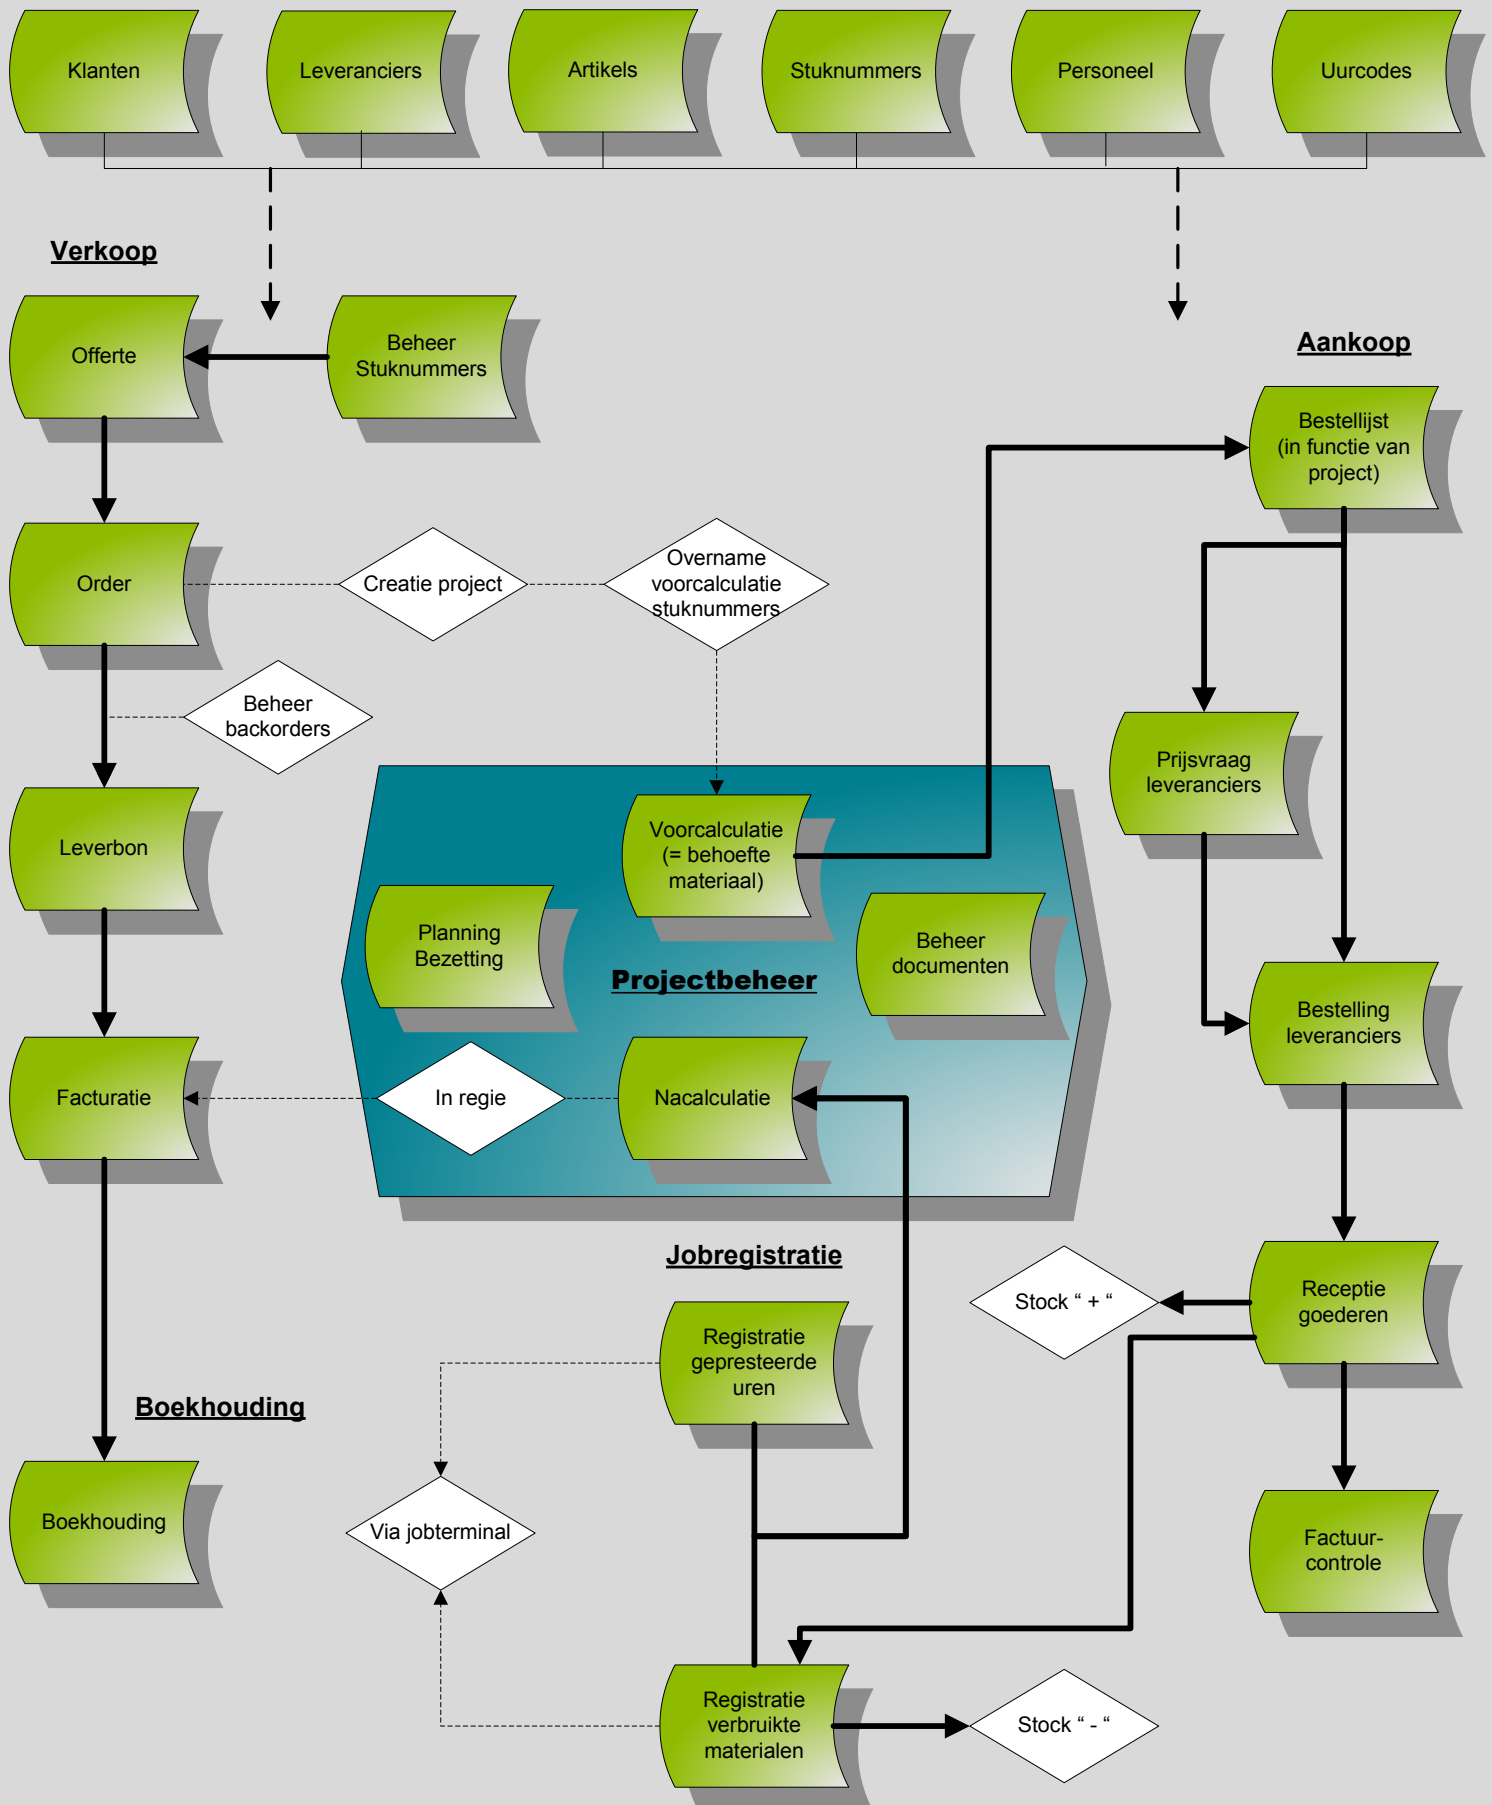 Klanten
Leveranciers
Artikels
Stuknummers
Personeel
Uurcodes
Verkoop
Offerte
Beheer
Stuknummers
Aankoop
Bestellijst
(in functie van
project)
Order
Creatie project
Overname
voorcalculatie
stuknummers
Beheer
backorders
Prijsvraag
leveranciers
Leverbon
Voorcalculatie
(= behoefte
materiaal)
Planning
Bezetting
Beheer
documenten
Projectbeheer
Bestelling
leveranciers
Facturatie
In regie
Nacalculatie
Jobregistratie
Stock “ + “
Receptie
goederen
Registratie
gepresteerde
uren
Boekhouding
Boekhouding
Via jobterminal
Factuur-
controle
Registratie
verbruikte
materialen
Stock “ - “